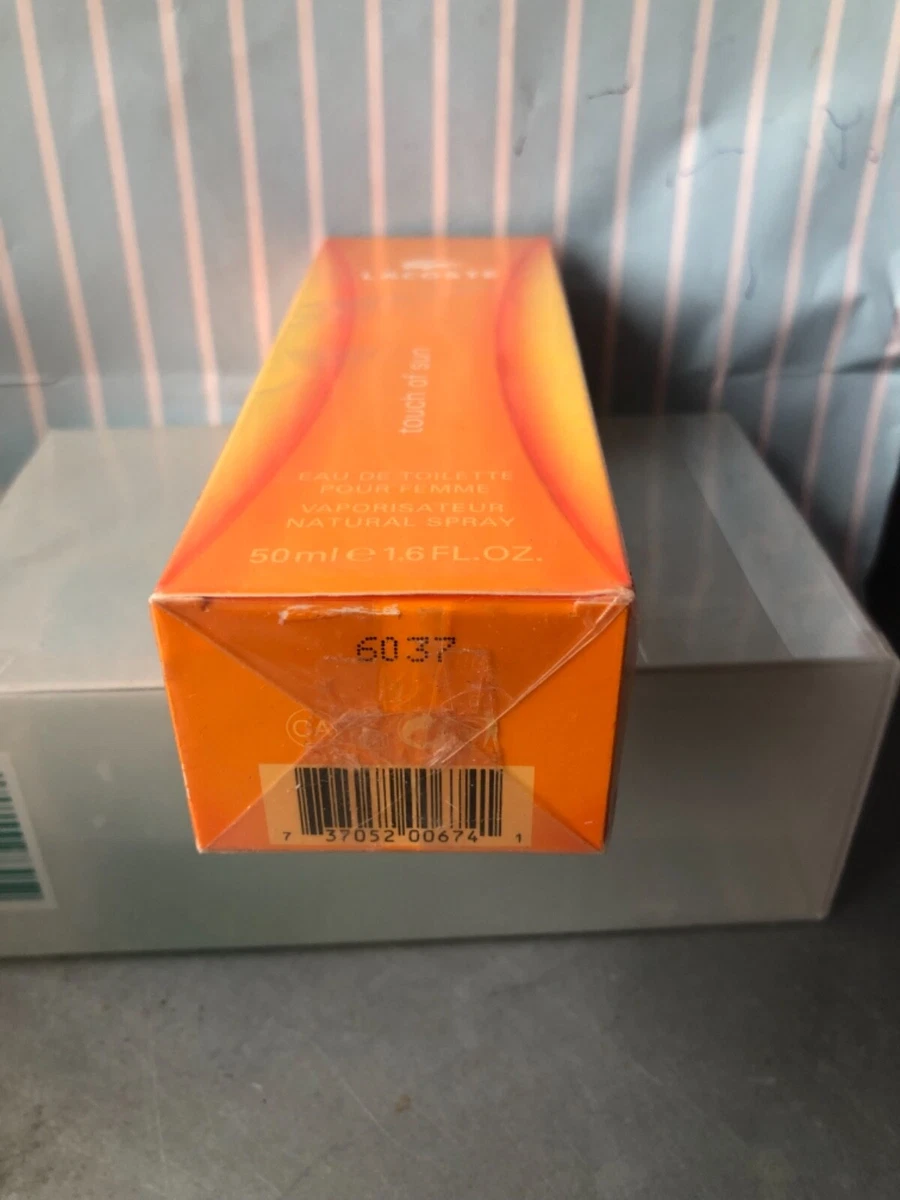 LACOSTE
touch of sun
EAU DE TOILETTE
POUR FEMME
VAPORISATEUR
NATURAL SPRAY
50ml e 1.6FL.OZ.
6037
CA
7 37052 00674 1